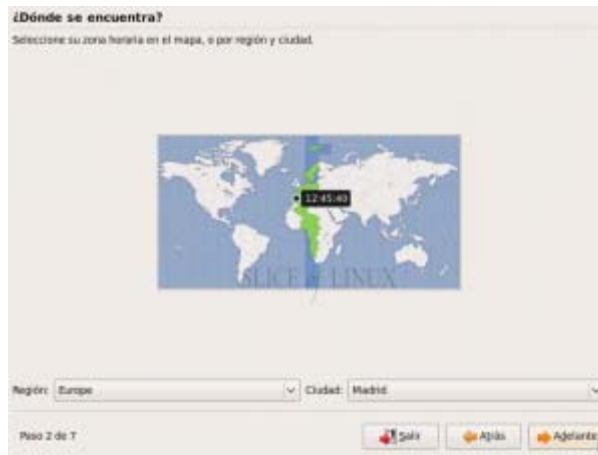 ¿Dónde se encuentra?
Seleccione su zona horaria en el mapa, o por región y ciudad.
12:45:40
SLICE of LINUX
Región: Europe
Ciudad: Madrid
Paso 2 de 7
Salir
Atrás
Adelante